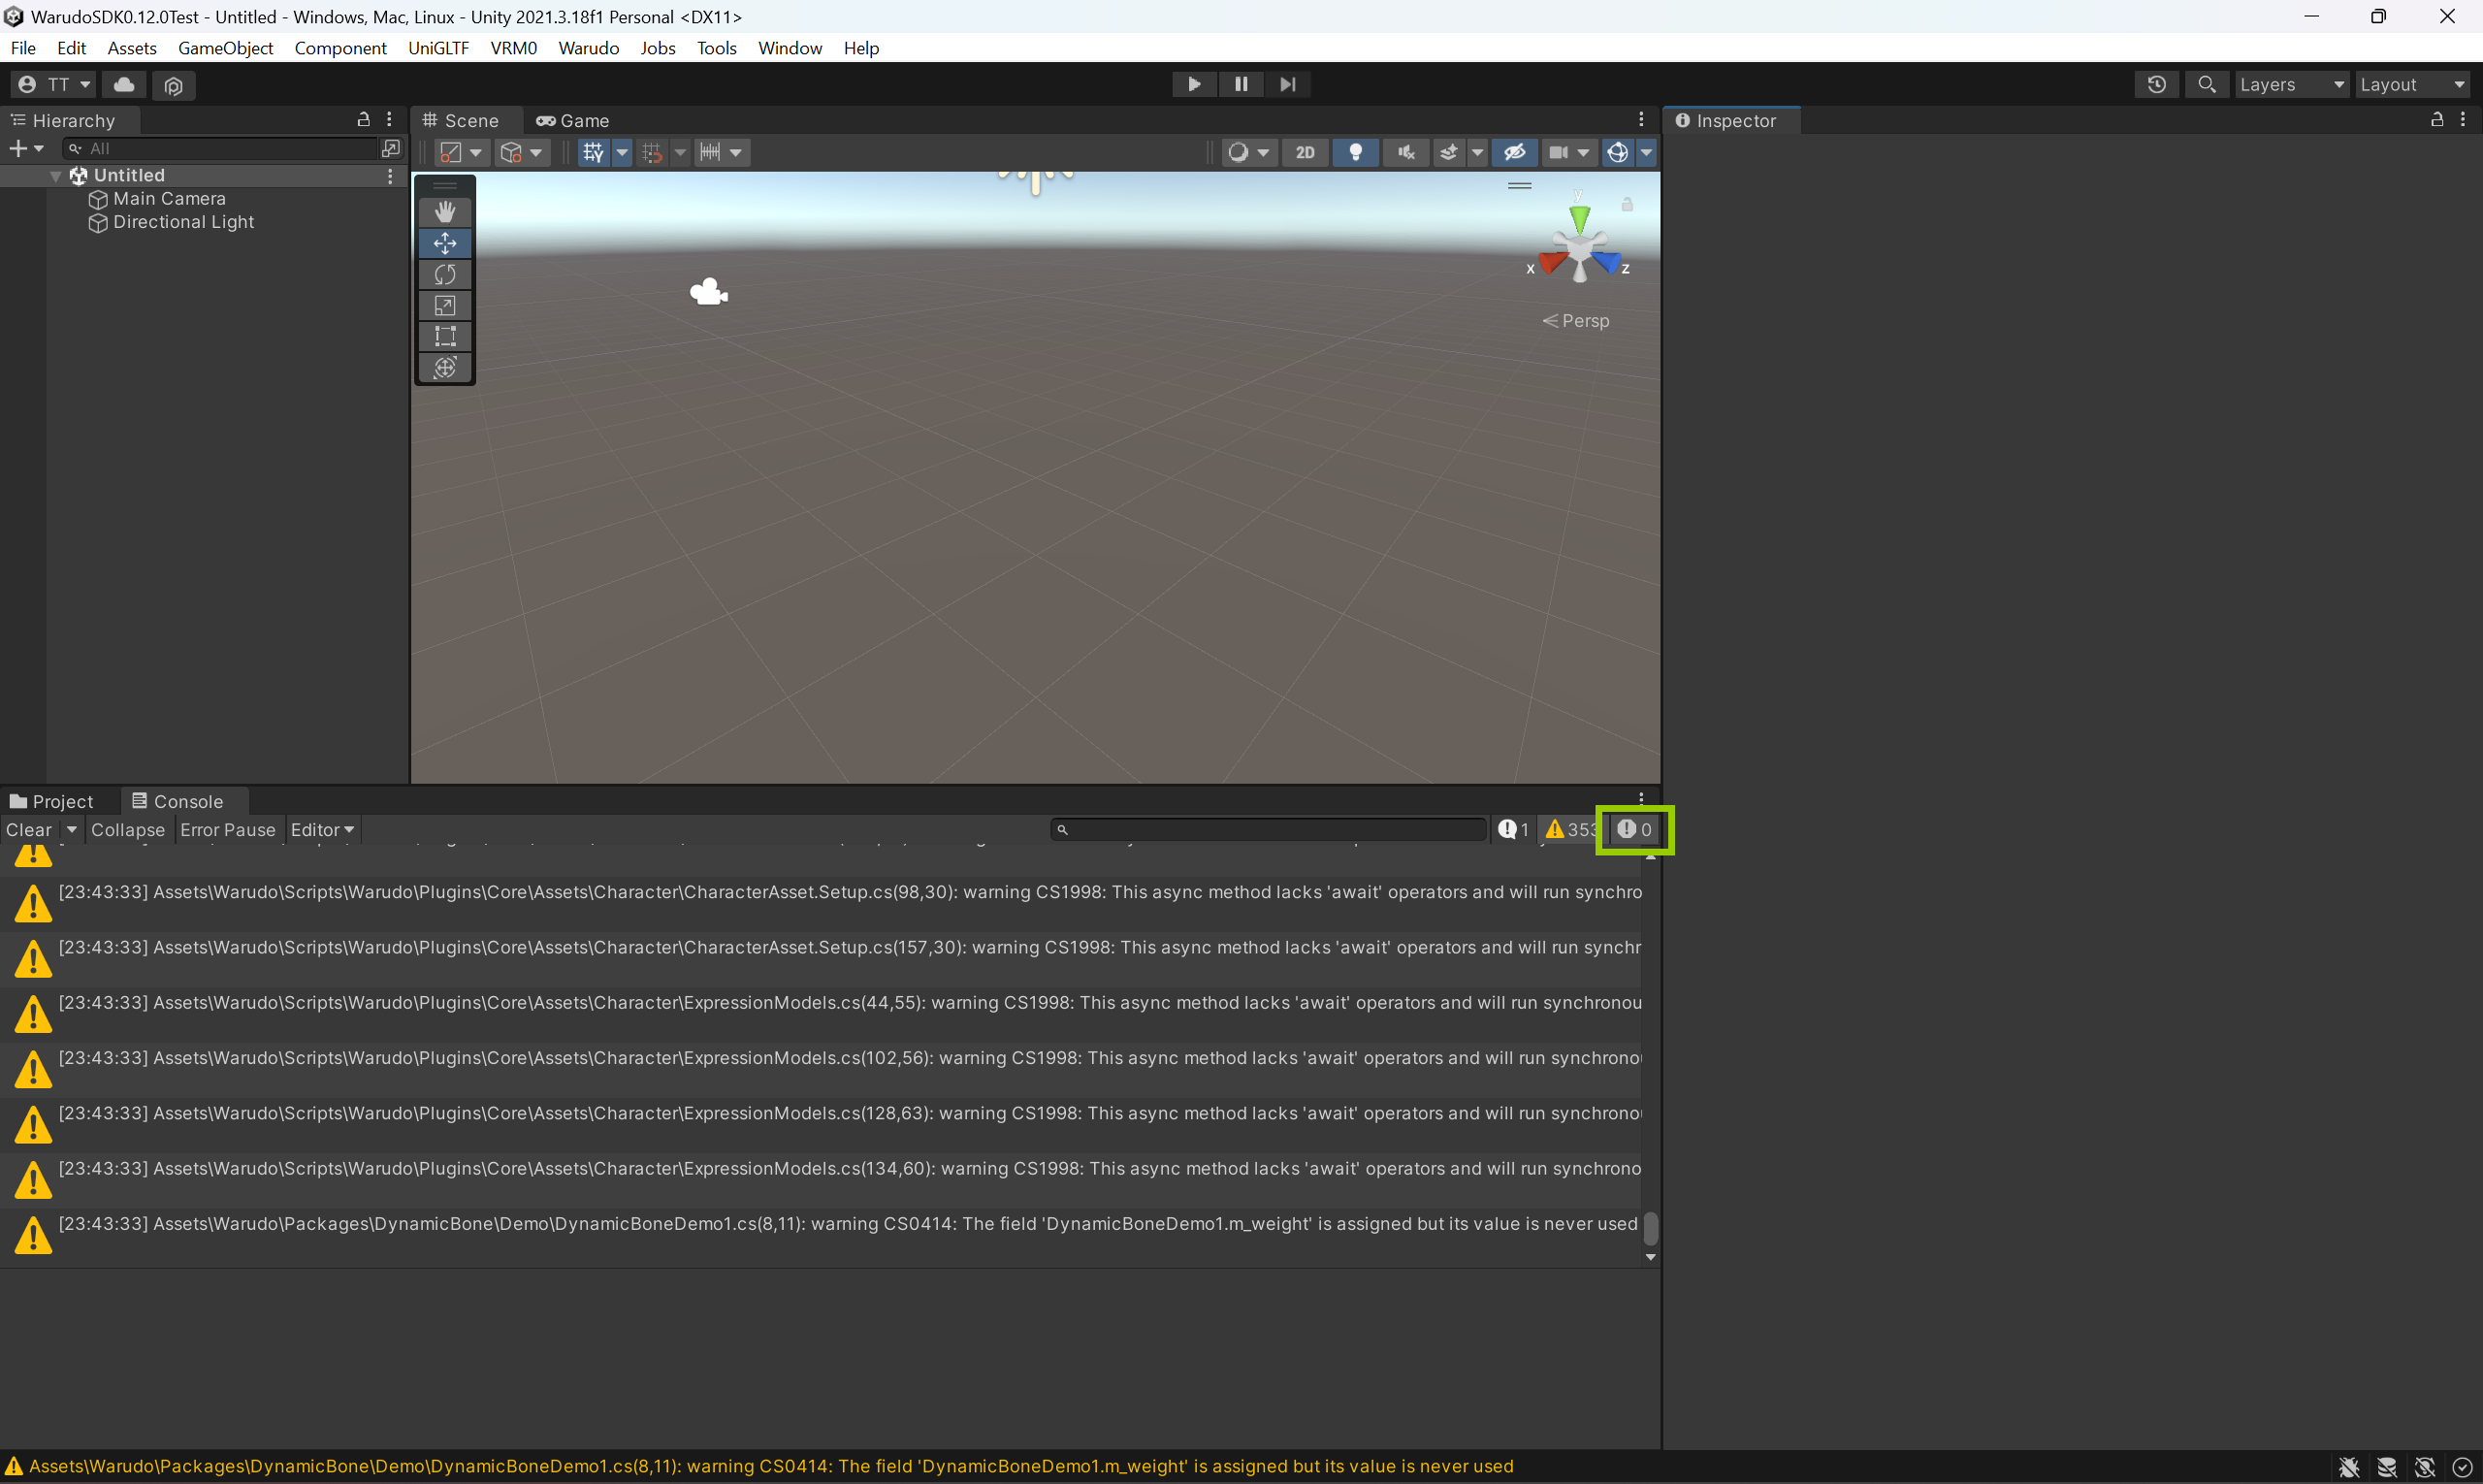 WarudoSDK0.12.0Test - Untitled - Windows, Mac, Linux - Unity 2021.3.18f1 Personal <DX11>
File Edit Assets GameObject Component UniGLTF VRM0 Warudo Jobs Tools Window Help
TT Layers Layout
Hierarchy Scene Game Inspector
All 2D
Untitled
Main Camera
Directional Light
y
x z
Persp
Project Console
Clear Collapse Error Pause Editor 1 353 0
[23:43:33] Assets\Warudo\Scripts\Warudo\Plugins\Core\Assets\Character\CharacterAsset.Setup.cs(98,30): warning CS1998: This async method lacks 'await' operators and will run synchro
[23:43:33] Assets\Warudo\Scripts\Warudo\Plugins\Core\Assets\Character\CharacterAsset.Setup.cs(157,30): warning CS1998: This async method lacks 'await' operators and will run synchr
[23:43:33] Assets\Warudo\Scripts\Warudo\Plugins\Core\Assets\Character\ExpressionModels.cs(44,55): warning CS1998: This async method lacks 'await' operators and will run synchronou
[23:43:33] Assets\Warudo\Scripts\Warudo\Plugins\Core\Assets\Character\ExpressionModels.cs(102,56): warning CS1998: This async method lacks 'await' operators and will run synchrono
[23:43:33] Assets\Warudo\Scripts\Warudo\Plugins\Core\Assets\Character\ExpressionModels.cs(128,63): warning CS1998: This async method lacks 'await' operators and will run synchrono
[23:43:33] Assets\Warudo\Scripts\Warudo\Plugins\Core\Assets\Character\ExpressionModels.cs(134,60): warning CS1998: This async method lacks 'await' operators and will run synchrono
[23:43:33] Assets\Warudo\Packages\DynamicBone\Demo\DynamicBoneDemo1.cs(8,11): warning CS0414: The field 'DynamicBoneDemo1.m_weight' is assigned but its value is never used
Assets\Warudo\Packages\DynamicBone\Demo\DynamicBoneDemo1.cs(8,11): warning CS0414: The field 'DynamicBoneDemo1.m_weight' is assigned but its value is never used